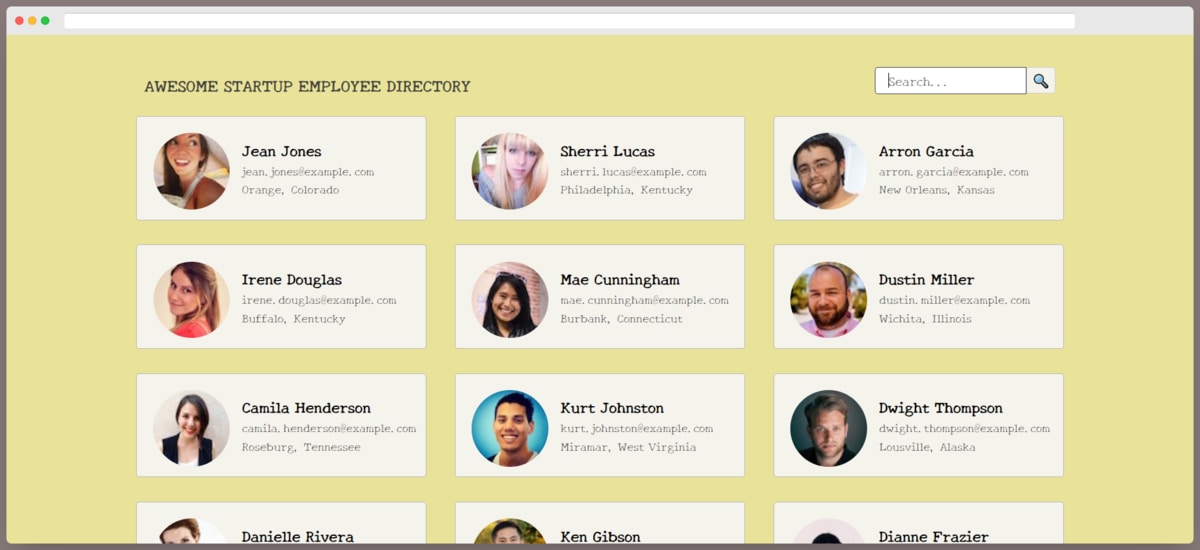 AWESOME STARTUP EMPLOYEE DIRECTORY
Search...
Jean Jones
jean.jones@example.com
Orange, Colorado
Sherri Lucas
sherri.lucas@example.com
Philadelphia, Kentucky
Arron Garcia
arron.garcia@example.com
New Orleans, Kansas
Irene Douglas
irene.douglas@example.com
Buffalo, Kentucky
Mae Cunningham
mae.cunningham@example.com
Burbank, Connecticut
Dustin Miller
dustin.miller@example.com
Wichita, Illinois
Camila Henderson
camila.henderson@example.com
Roseburg, Tennessee
Kurt Johnston
kurt.johnston@example.com
Miramar, West Virginia
Dwight Thompson
dwight.thompson@example.com
Lousville, Alaska
Danielle Rivera
Ken Gibson
Dianne Frazier